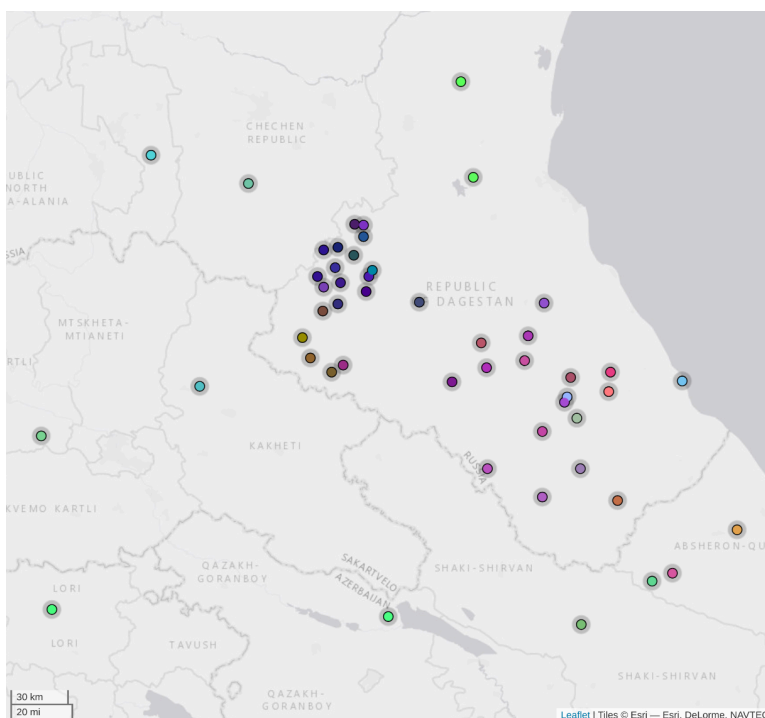 CHECHEN
REPUBLIC
UBLIC
NORTH
A-ALANIA
SSIA
REPUBLIC
DAGESTAN
MTSKHETA-
MTIANETI
RTLI
KAKHETI
RUSSIA
KVEMO KARTLI
ABSHERON-QU
QAZAKH-
GORANBOY
SAKARTVELO
AZERBAIJAN
SHAKI-SHIRVAN
LORI
LORI
TAVUSH
SHAKI-SHIRVAN
QAZAKH-
GORANBOY
30 km
20 mi
Leaflet | Tiles © Esri — Esri, DeLorme, NAVTEQ